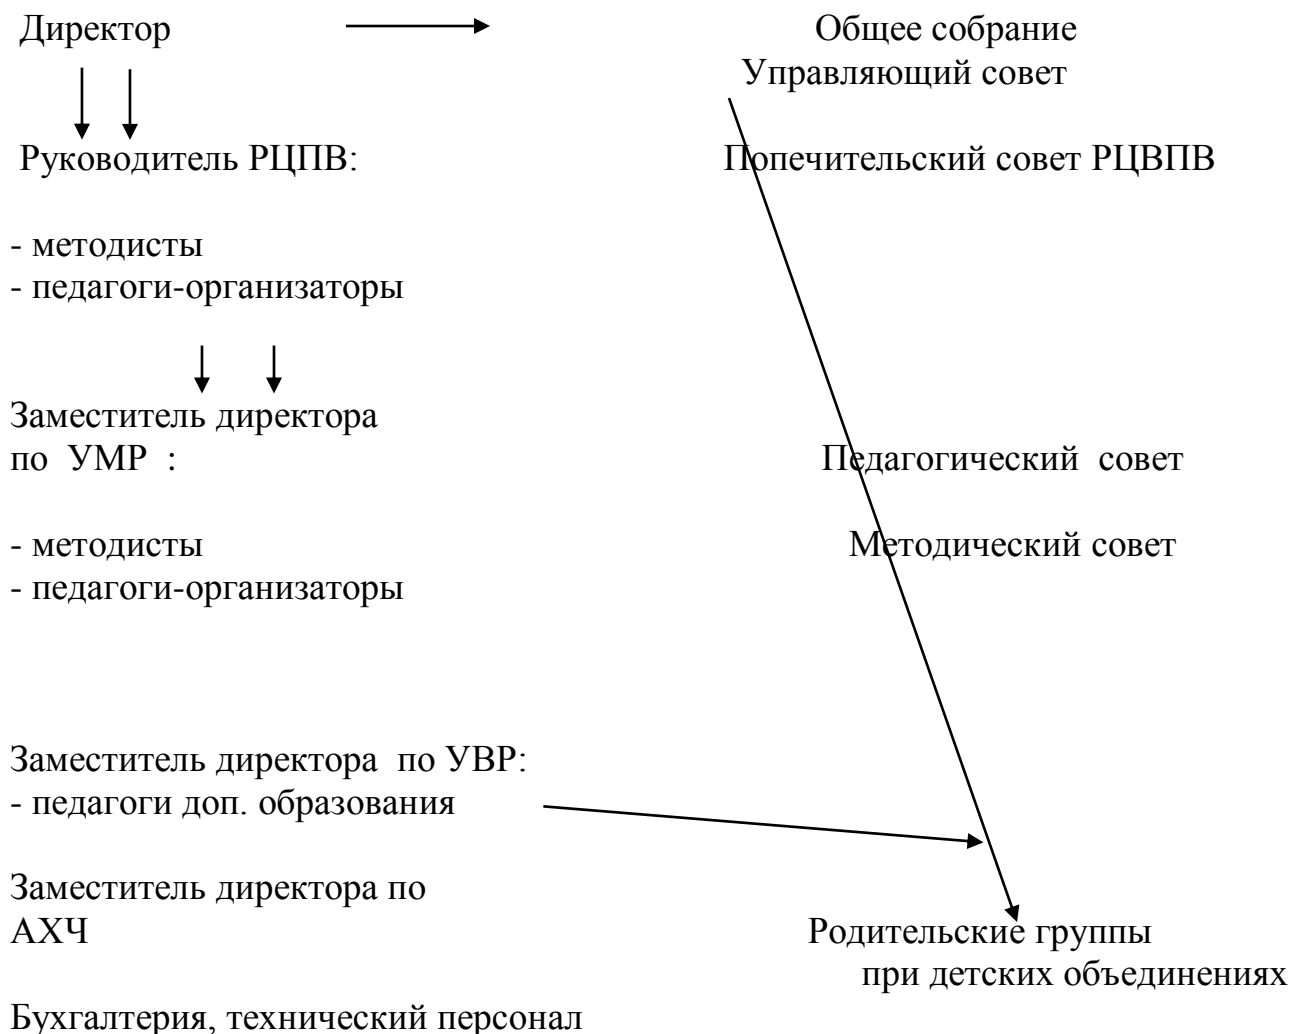 Директор Общее собрание
Управляющий совет
Руководитель РЦПВ: Попечительский совет РЦВПВ
- методисты
- педагоги-организаторы
Заместитель директора
по УМР : Педагогический совет
- методисты Методический совет
- педагоги-организаторы
Заместитель директора по УВР:
- педагоги доп. образования
Заместитель директора по
АХЧ Родительские группы
при детских объединениях
Бухгалтерия, технический персонал